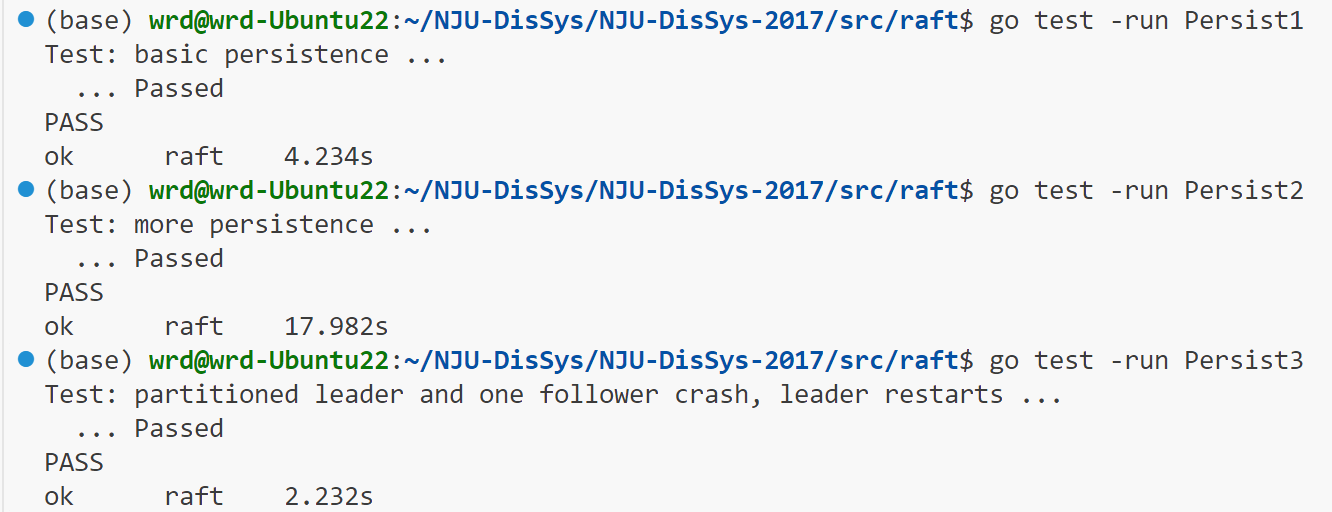 (base) wrd@wrd-Ubuntu22:~/NJU-DisSys/NJU-DisSys-2017/src/raft$ go test -run Persist1
Test: basic persistence ...
  ... Passed
PASS
ok      raft    4.234s
(base) wrd@wrd-Ubuntu22:~/NJU-DisSys/NJU-DisSys-2017/src/raft$ go test -run Persist2
Test: more persistence ...
  ... Passed
PASS
ok      raft    17.982s
(base) wrd@wrd-Ubuntu22:~/NJU-DisSys/NJU-DisSys-2017/src/raft$ go test -run Persist3
Test: partitioned leader and one follower crash, leader restarts ...
  ... Passed
PASS
ok      raft    2.232s